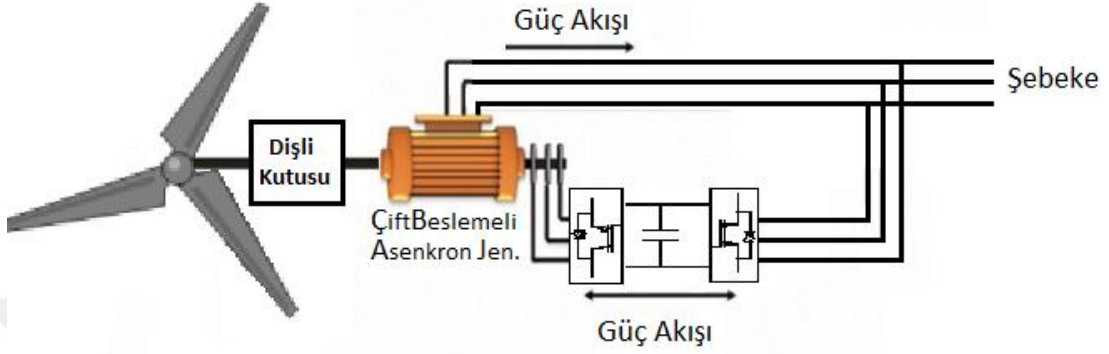 Güç Akışı
Şebeke
Dişli
Kutusu
ÇiftBeslemeli
Asenkron Jen.
Güç Akışı